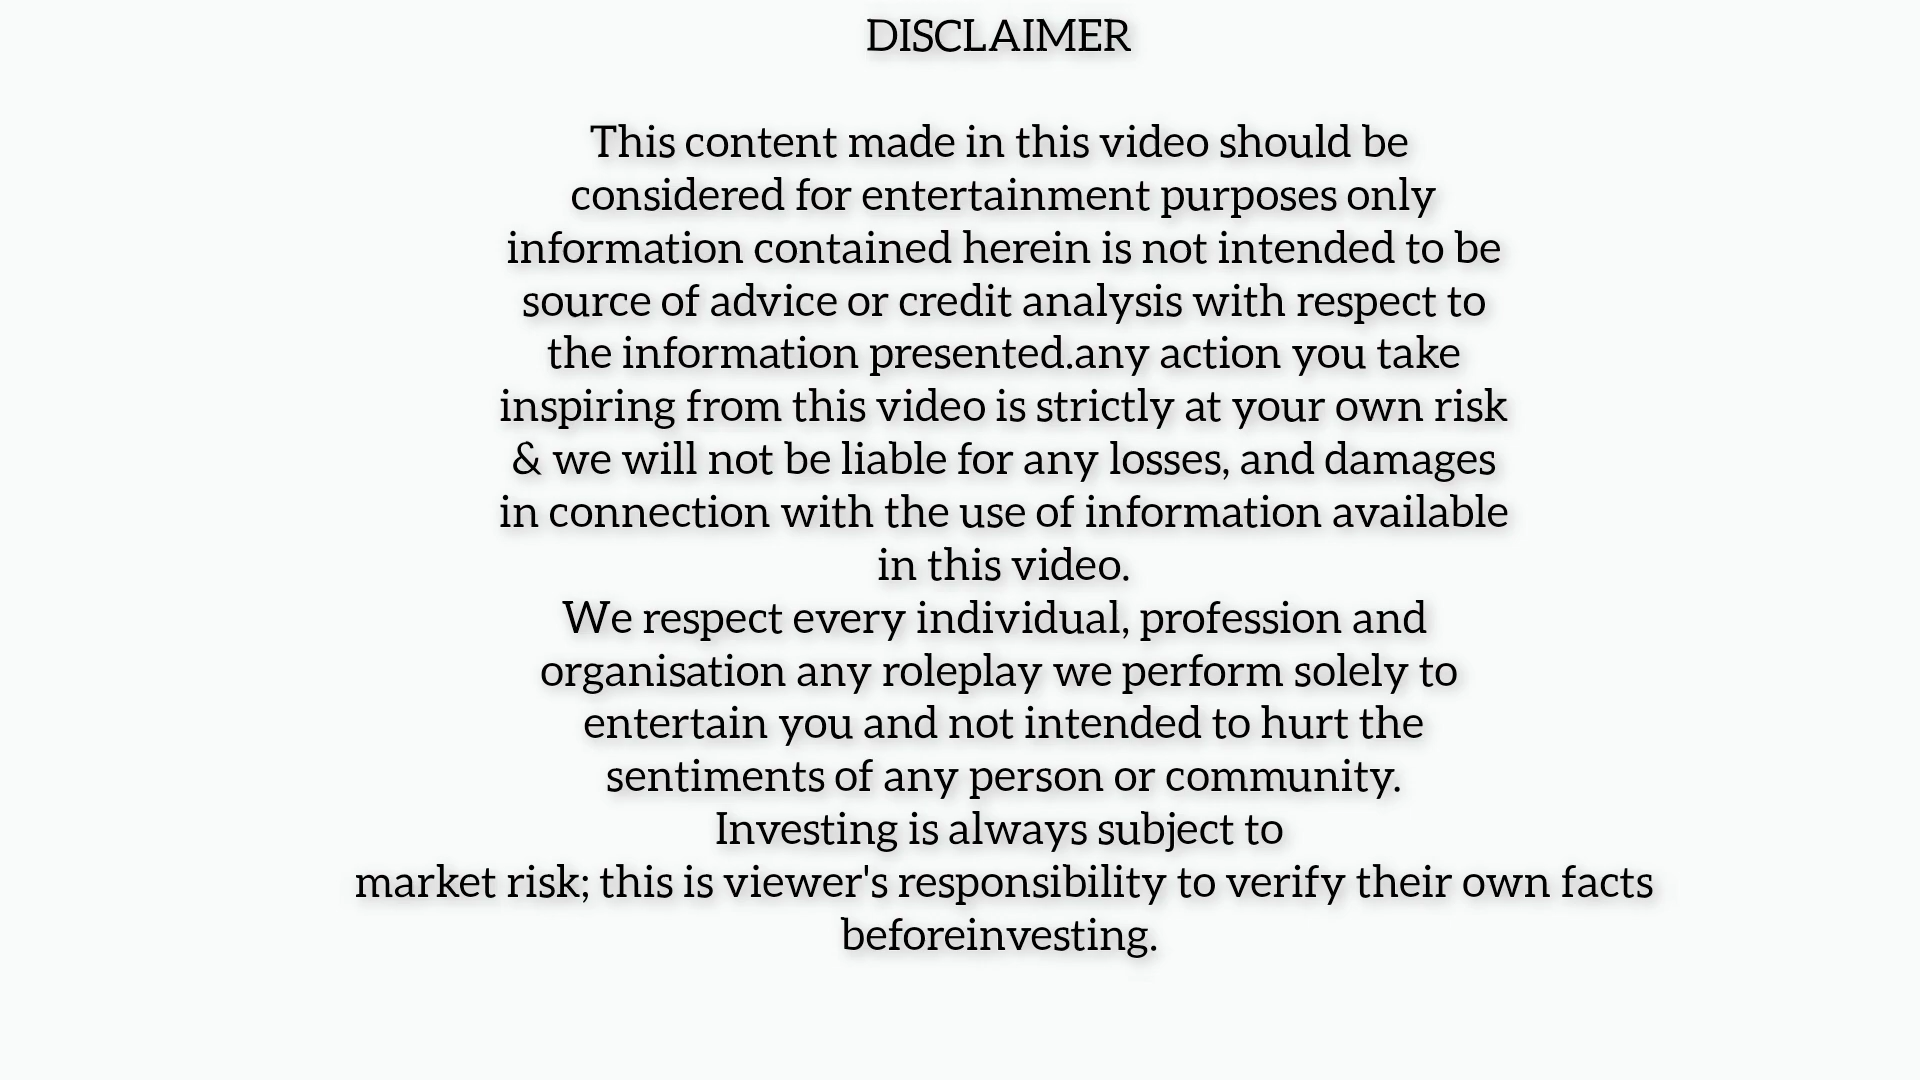 DISCLAIMER
This content made in this video should be
considered for entertainment purposes only
information contained herein is not intended to be
source of advice or credit analysis with respect to
the information presented.any action you take
inspiring from this video is strictly at your own risk
& we will not be liable for any losses, and damages
in connection with the use of information available
in this video.
We respect every individual, profession and
organisation any roleplay we perform solely to
entertain you and not intended to hurt the
sentiments of any person or community.
Investing is always subject to
market risk; this is viewer's responsibility to verify their own facts
beforeinvesting.